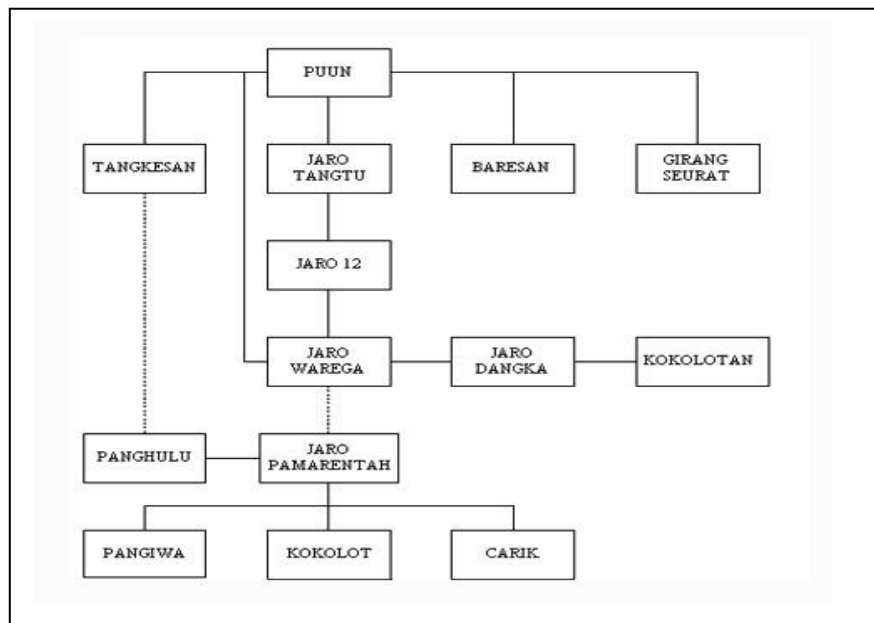 PUUN
TANGKESAN
JARO
TANGTU
BARESAN
GIRANG
SEURAT
JARO 12
JARO
WAREGA
JARO
DANGKA
KOKOLOTAN
PANGHULU
JARO
PAMARENTAH
PANGIWA
KOKOLOT
CARIK